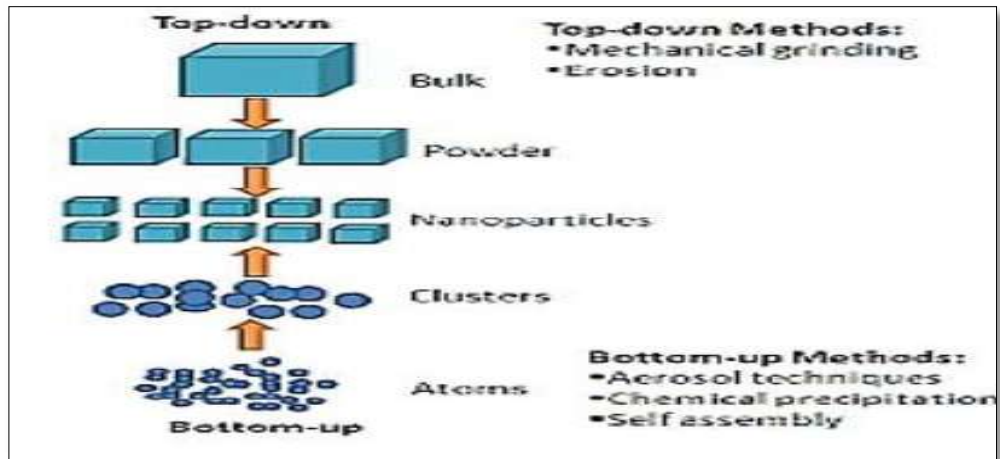 Top-down
Top-down Methods:
•Mechanical grinding
•Erosion
Bulk
Powder
Nanoparticles
Clusters
Atoms
Bottom-up
Bottom-up Methods:
•Aerosol techniques
•Chemical precipitation
•Self assembly